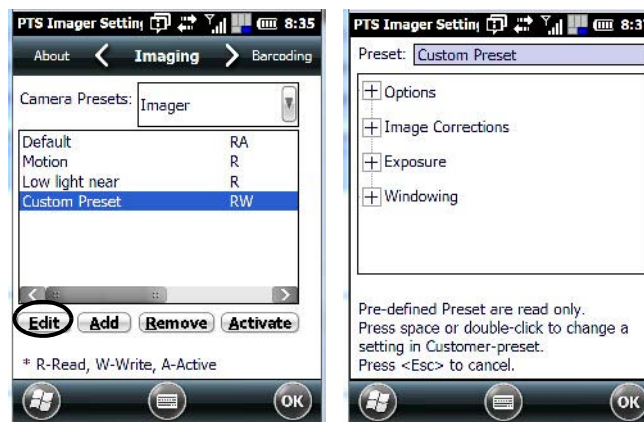 PTS Imager Settin 8:35
About Imaging Barcoding
Camera Presets: Imager
Default RA
Motion R
Low light near R
Custom Preset RW
Edit Add Remove Activate
* R-Read, W-Write, A-Active
OK
PTS Imager Settin 8:37
Preset: Custom Preset
Options
Image Corrections
Exposure
Windowing
Pre-defined Preset are read only.
Press space or double-click to change a
setting in Customer-preset.
Press <Esc> to cancel.
OK